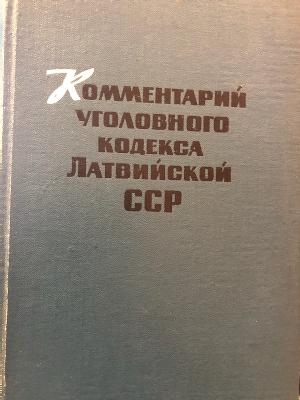 Комментарий
уголовного
кодекса
Латвийской
ССР